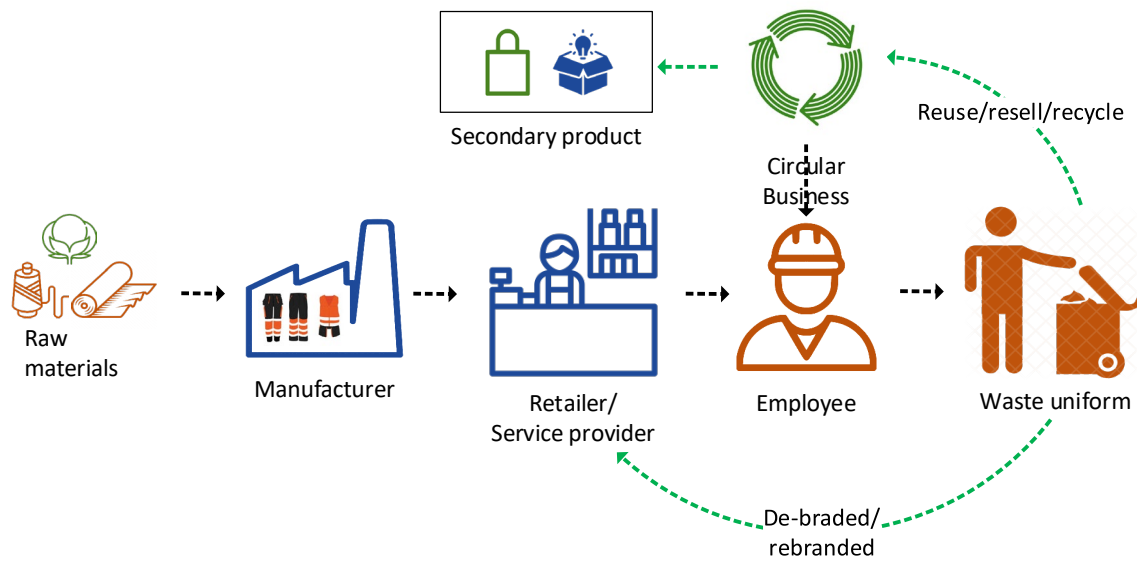 Secondary product
Reuse/resell/recycle
Circular
Business
Raw
materials
Manufacturer
Retailer/
Service provider
Employee
Waste uniform
De-braded/
rebranded